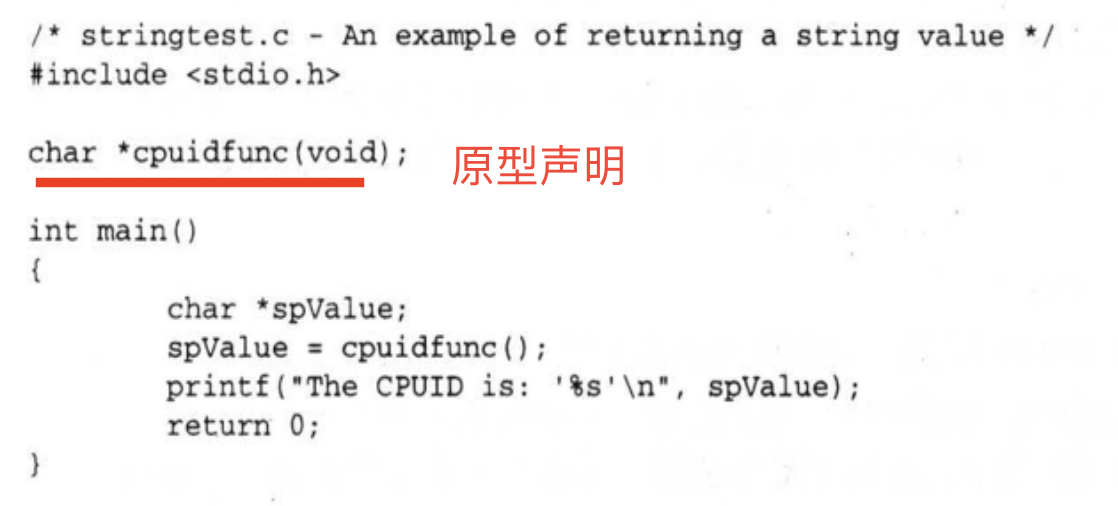 /* stringtest.c - An example of returning a string value */
#include <stdio.h>
char *cpuidfunc(void);
原型声明
int main()
{
char *spValue;
spValue = cpuidfunc();
printf("The CPUID is: '%s'\n", spValue);
return 0;
}